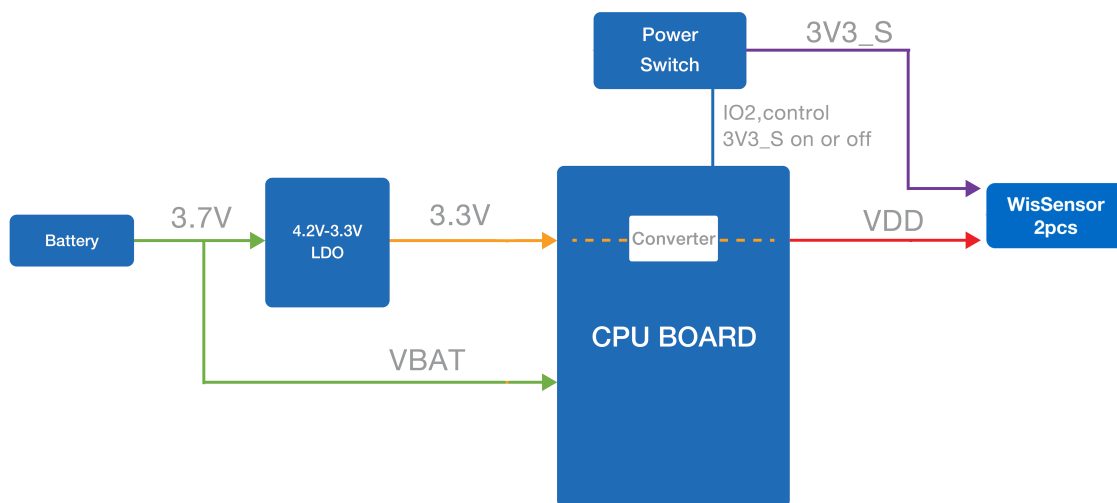 Power
Switch
3V3_S
IO2,control
3V3_S on or off
3.7V
4.2V-3.3V
LDO
3.3V
Battery
Converter
VDD
WisSensor
2pcs
CPU BOARD
VBAT